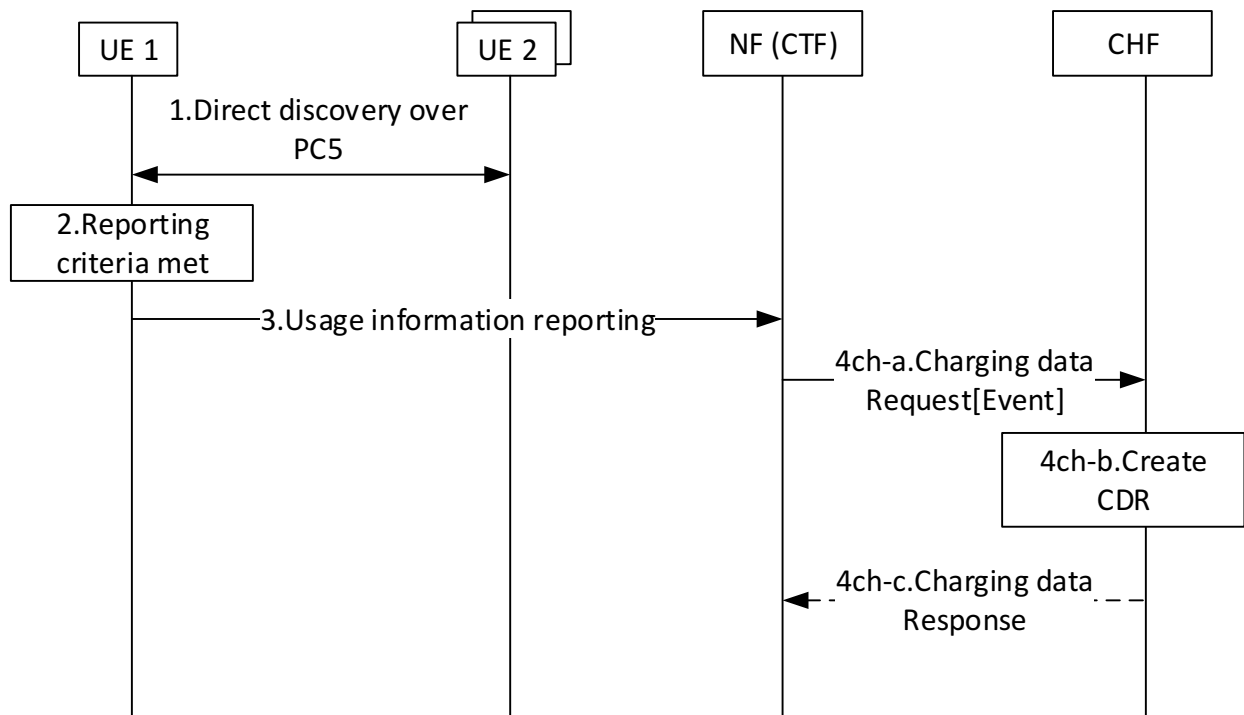 UE 1
UE 2
NF (CTF)
CHF
1.Direct discovery over
PC5
2.Reporting
criteria met
3.Usage information reporting
4ch-a.Charging data
Request[Event]
4ch-b.Create
CDR
4ch-c.Charging data
Response